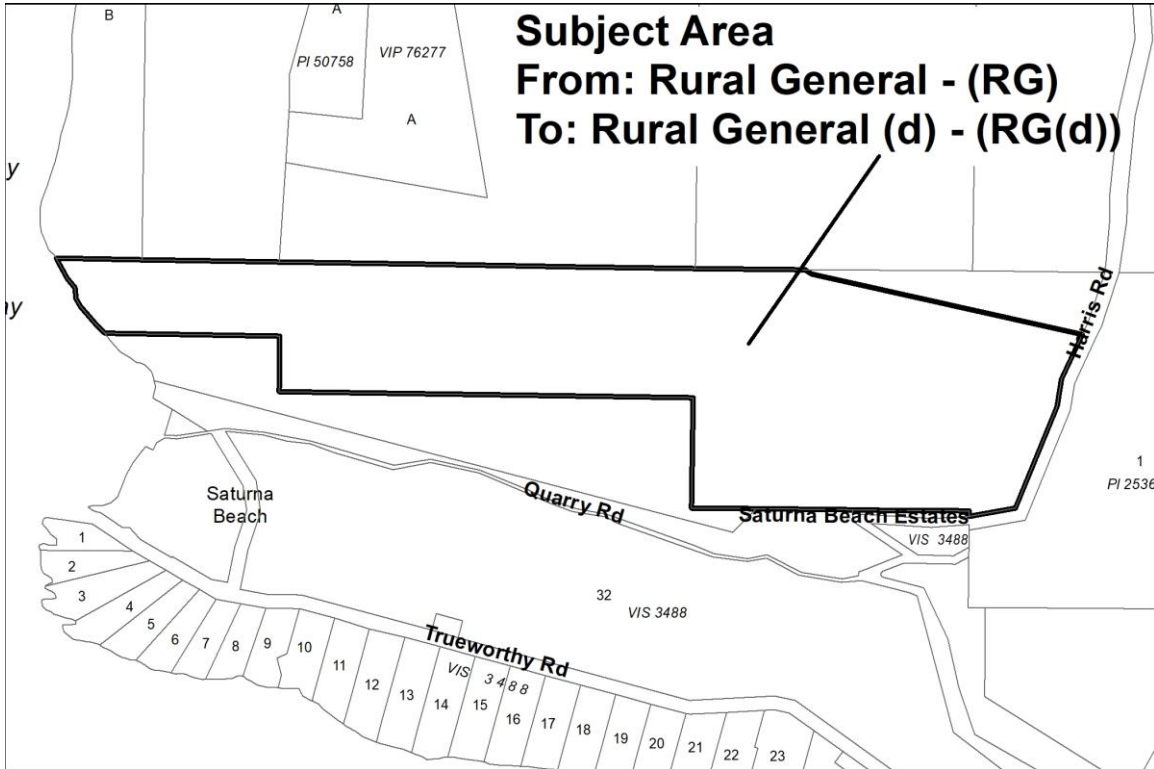 B
A
PI 50758
VIP 76277
A
Subject Area
From: Rural General - (RG)
To: Rural General (d) - (RG(d))
y
ay
Harris Rd
1
PI 2536
Saturna
Beach
Quarry Rd
Saturna Beach Estates
VIS 3488
32
VIS 3488
Trueworthy Rd
VIS 3488
1
2
3
4
5
6
7
8
9
10
11
12
13
14
15
16
17
18
19
20
21
22
23